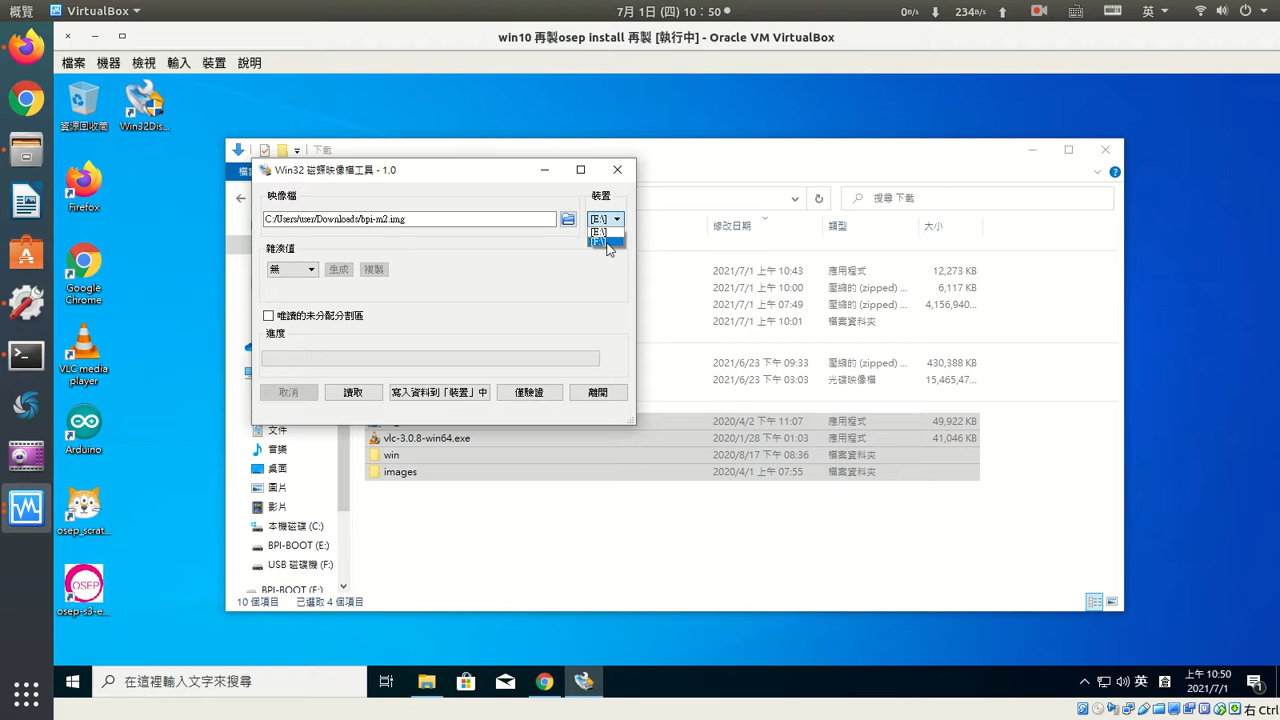 概覽 VirtualBox 7月 1日 (四) 10 : 50 0B/s 234B/s 英
win10 再製osep install 再製 [執行中] - Oracle VM VirtualBox
檔案 機器 檢視 輸入 裝置 說明
資源回收筒
Win32Dis...
Firefox
Google Chrome
VLC media player
Arduino
osep_scrat...
osep-s3-e...
下載
搜尋 下載
修改日期 類型 大小
2021/7/1 上午 10:43 應用程式 12,273 KB
2021/7/1 上午 10:00 壓縮的 (zipped) ... 6,117 KB
2021/7/1 上午 07:49 壓縮的 (zipped) ... 4,156,940...
2021/7/1 上午 10:01 檔案資料夾
2021/6/23 下午 09:33 壓縮的 (zipped) ... 430,388 KB
2021/6/23 下午 03:03 光碟映像檔 15,465,47...
2020/4/2 下午 11:07 應用程式 49,922 KB
vlc-3.0.8-win64.exe 2020/1/28 下午 01:03 應用程式 41,046 KB
win 2020/8/17 下午 08:36 檔案資料夾
images 2020/4/1 下午 07:55 檔案資料夾
文件
音樂
桌面
圖片
影片
本機磁碟 (C:)
BPI-BOOT (E:)
USB 磁碟機 (F:)
BPI-BOOT (E:)
10 個項目 已選取 4 個項目
Win32 磁碟映像檔工具 - 1.0
映像檔 裝置
C:/Users/user/Downloads/bpi-m2.img [E:\]
[E:\]
[F:\]
雜湊值
無 生成 複製
唯讀的未分配分割區
進度
取消 讀取 寫入資料到「裝置」中 僅驗證 離開
在這裡輸入文字來搜尋
英
上午 10:50
2021/7/1
1
右 Ctrl